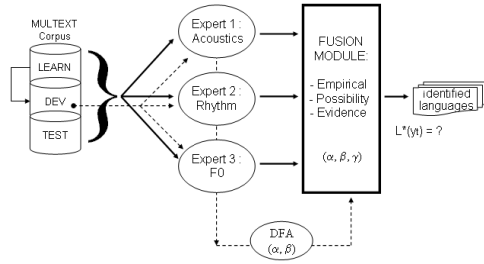 MULTEXT
Corpus
LEARN
DEV
TEST
Expert 1 :
Acoustics
Expert 2 :
Rhythm
Expert 3 :
F0
FUSION
MODULE:
- Empirical
- Possibility
- Evidence
(α, β, γ)
DFA
(α, β)
identified
languages
L*(yt) = ?